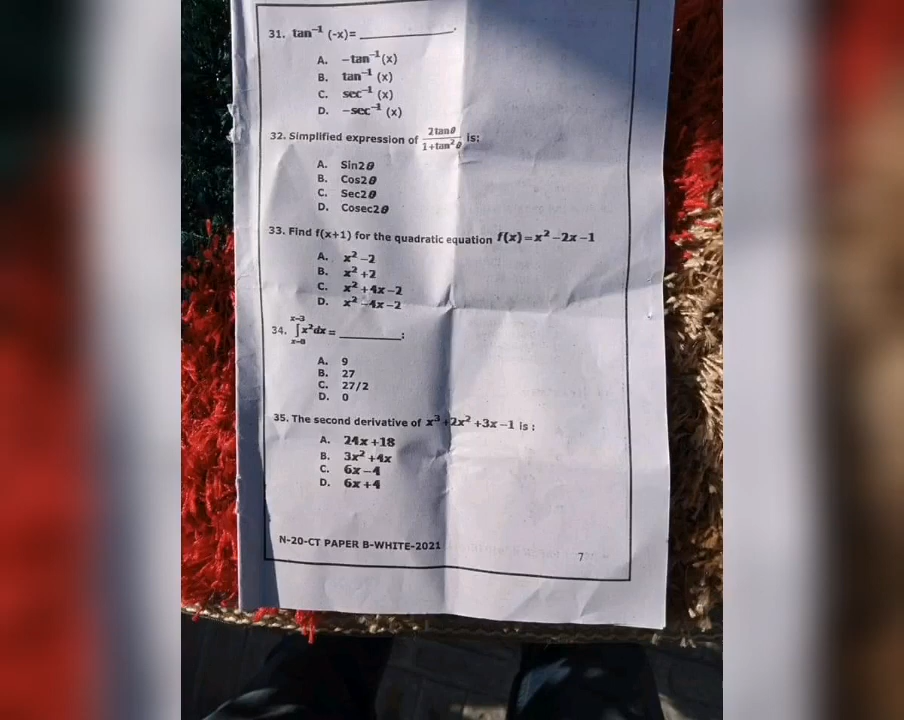 31. tan⁻¹ (-x)= ____________.
A. −tan⁻¹(x)
B. tan⁻¹ (x)
C. sec⁻¹ (x)
D. −sec⁻¹ (x)
32. Simplified expression of 2tanθ/1+tan²θ is:
A. Sin2θ
B. Cos2θ
C. Sec2θ
D. Cosec2θ
33. Find f(x+1) for the quadratic equation f(x)=x²−2x−1
A. x²−2
B. x²+2
C. x²+4x−2
D. x²−4x−2
x=3
34. ∫x²dx= ________:
x=0
A. 9
B. 27
C. 27/2
D. 0
35. The second derivative of x³+2x²+3x−1 is :
A. 24x+18
B. 3x²+4x
C. 6x−4
D. 6x+4
N-20-CT PAPER B-WHITE-2021
7